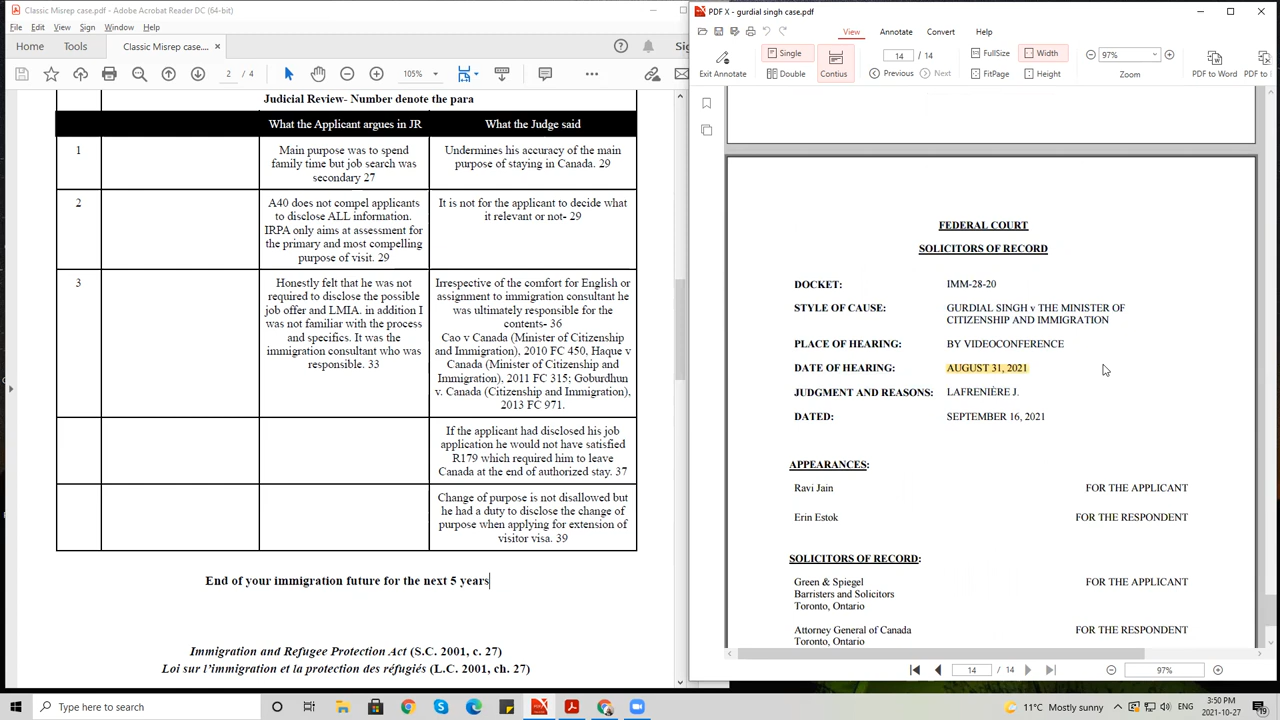 Classic Misrep case.pdf - Adobe Acrobat Reader DC (64-bit)
File Edit View Sign Window Help
Home Tools Classic Misrep case....
2 / 4 105%
Judicial Review- Number denote the para
What the Applicant argues in JR What the Judge said
1
Main purpose was to spend
family time but job search was
secondary 27
Undermines his accuracy of the main
purpose of staying in Canada. 29
2
A40 does not compel applicants
to disclose ALL information.
IRPA only aims at assessment for
the primary and most compelling
purpose of visit. 29
It is not for the applicant to decide what
it relevant or not- 29
3
Honestly felt that he was not
required to disclose the possible
job offer and LMIA. in addition I
was not familiar with the process
and specifics. It was the
immigration consultant who was
responsible. 33
Irrespective of the comfort for English or
assignment to immigration consultant he
was ultimately responsible for the
contents- 36
Cao v Canada (Minister of Citizenship
and Immigration), 2010 FC 450, Haque v
Canada (Minister of Citizenship and
Immigration), 2011 FC 315; Goburdhun
v. Canada (Citizenship and Immigration),
2013 FC 971.
If the applicant had disclosed his job
application he would not have satisfied
R179 which required him to leave
Canada at the end of authorized stay. 37
Change of purpose is not disallowed but
he had a duty to disclose the change of
purpose when applying for extension of
visitor visa. 39
End of your immigration future for the next 5 years
Immigration and Refugee Protection Act (S.C. 2001, c. 27)
Loi sur l'immigration et la protection des réfugiés (L.C. 2001, ch. 27)
PDF X - gurdial singh case.pdf
View Annotate Convert Help
Exit Annotate
Single
Double
Contius
14 / 14
Previous Next
FullSize Width
FitPage Height
97%
Zoom
PDF to Word
FEDERAL COURT
SOLICITORS OF RECORD
DOCKET: IMM-28-20
STYLE OF CAUSE: GURDIAL SINGH v THE MINISTER OF
CITIZENSHIP AND IMMIGRATION
PLACE OF HEARING: BY VIDEOCONFERENCE
DATE OF HEARING: AUGUST 31, 2021
JUDGMENT AND REASONS: LAFRENIÈRE J.
DATED: SEPTEMBER 16, 2021
APPEARANCES:
Ravi Jain FOR THE APPLICANT
Erin Estok FOR THE RESPONDENT
SOLICITORS OF RECORD:
Green & Spiegel FOR THE APPLICANT
Barristers and Solicitors
Toronto, Ontario
Attorney General of Canada FOR THE RESPONDENT
Toronto, Ontario
14 / 14 97%
Type here to search
11°C Mostly sunny
ENG
3:50 PM
2021-10-27
19